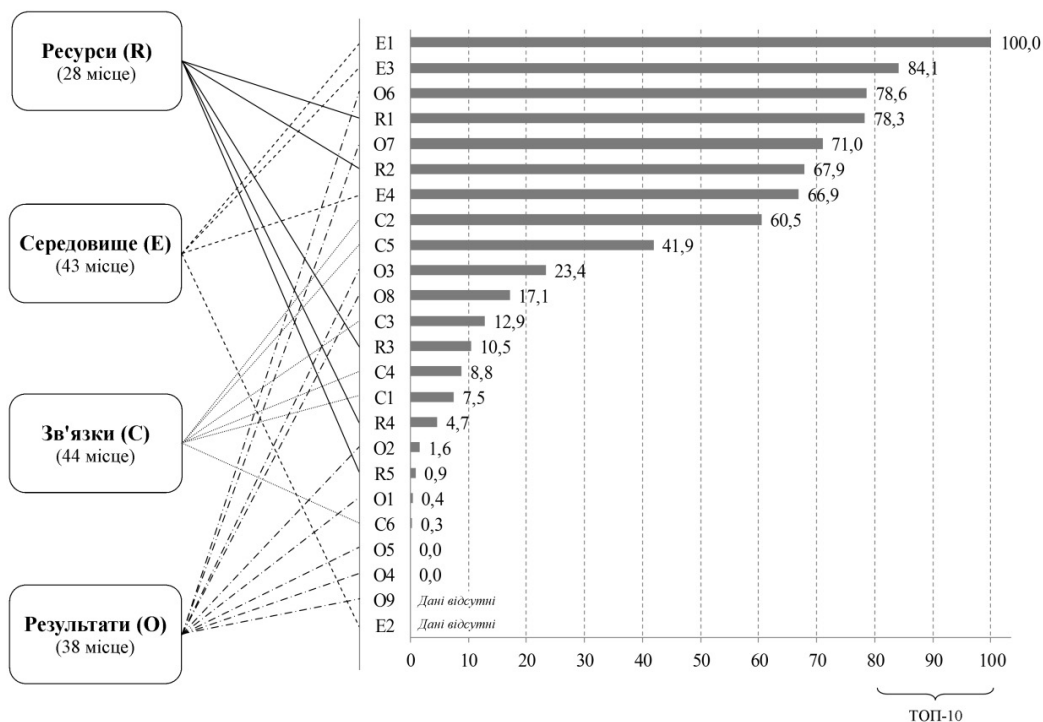 Ресурси (R)
(28 місце)
Середовище (E)
(43 місце)
Зв'язки (C)
(44 місце)
Результати (O)
(38 місце)
E1 100,0
E3 84,1
O6 78,6
R1 78,3
O7 71,0
R2 67,9
E4 66,9
C2 60,5
C5 41,9
O3 23,4
O8 17,1
C3 12,9
R3 10,5
C4 8,8
C1 7,5
R4 4,7
O2 1,6
R5 0,9
O1 0,4
C6 0,3
O5 0,0
O4 0,0
O9 Дані відсутні
E2 Дані відсутні
0 10 20 30 40 50 60 70 80 90 100
ТОП-10